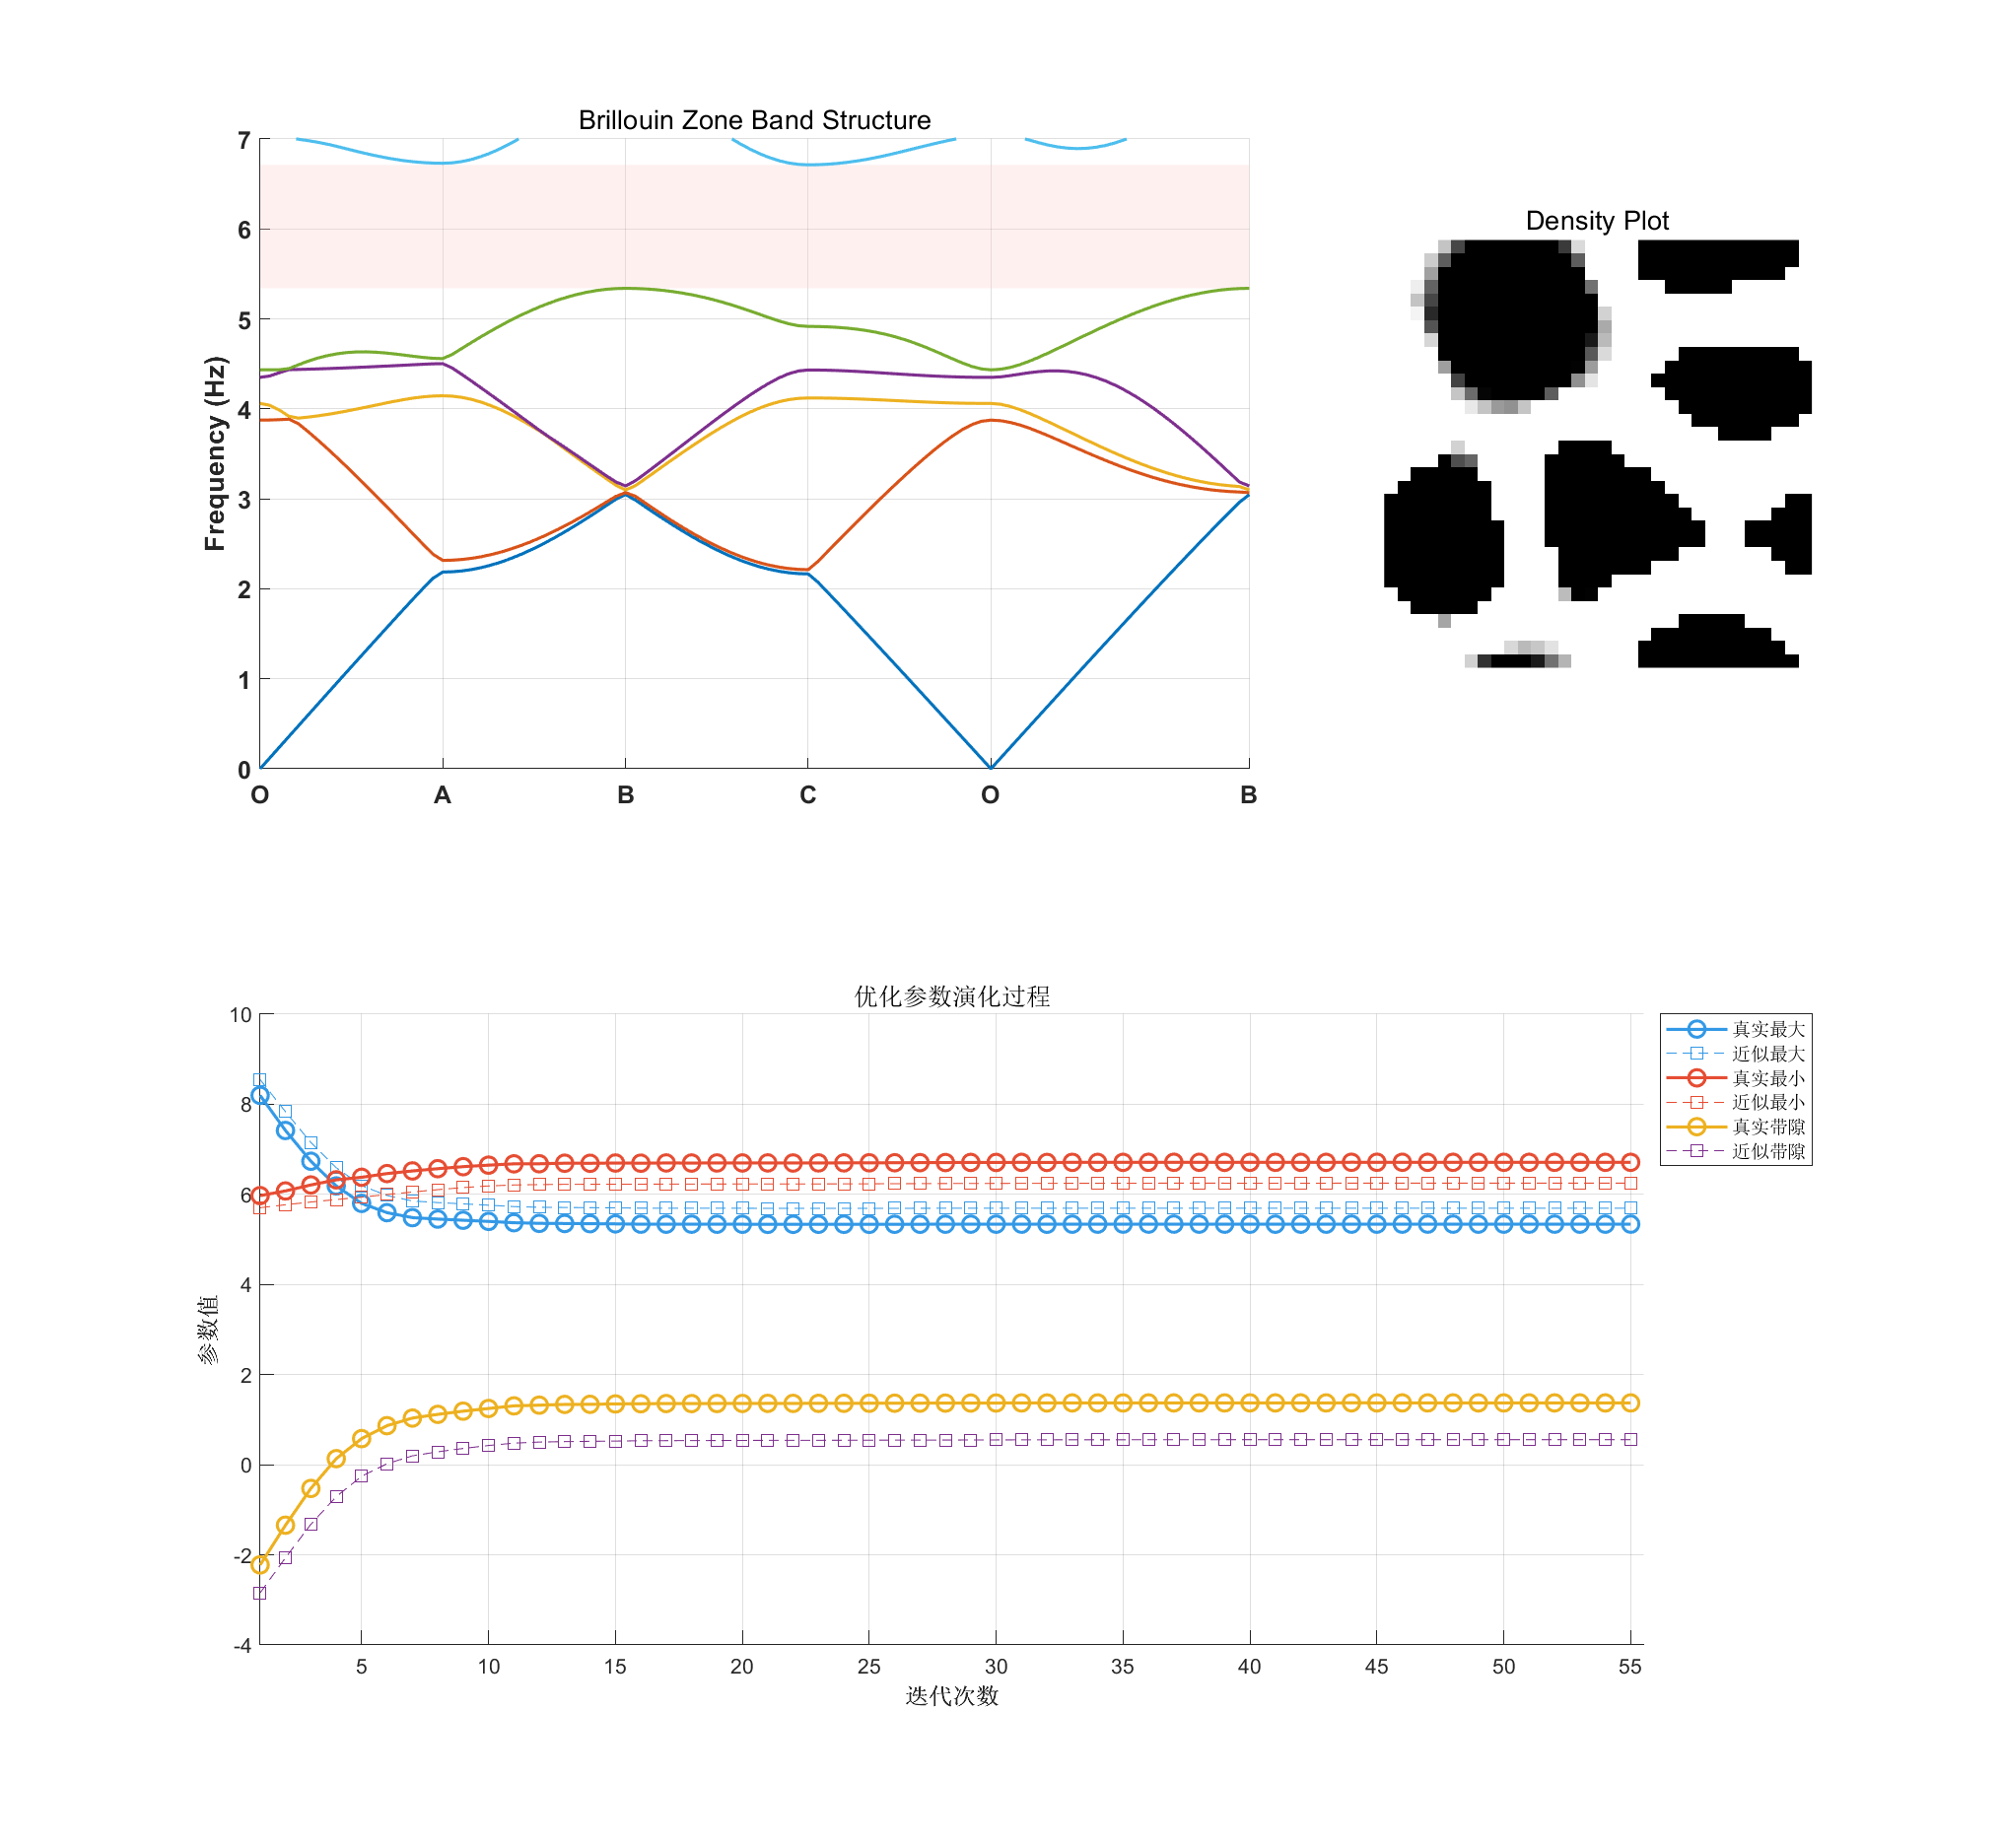 Brillouin Zone Band Structure
7
6
5
4
3
2
1
0
Frequency (Hz)
O A B C O B
Density Plot
优化参数演化过程
10
8
6
4
2
0
-2
-4
参数值
5 10 15 20 25 30 35 40 45 50 55
迭代次数
真实最大
近似最大
真实最小
近似最小
真实带隙
近似带隙